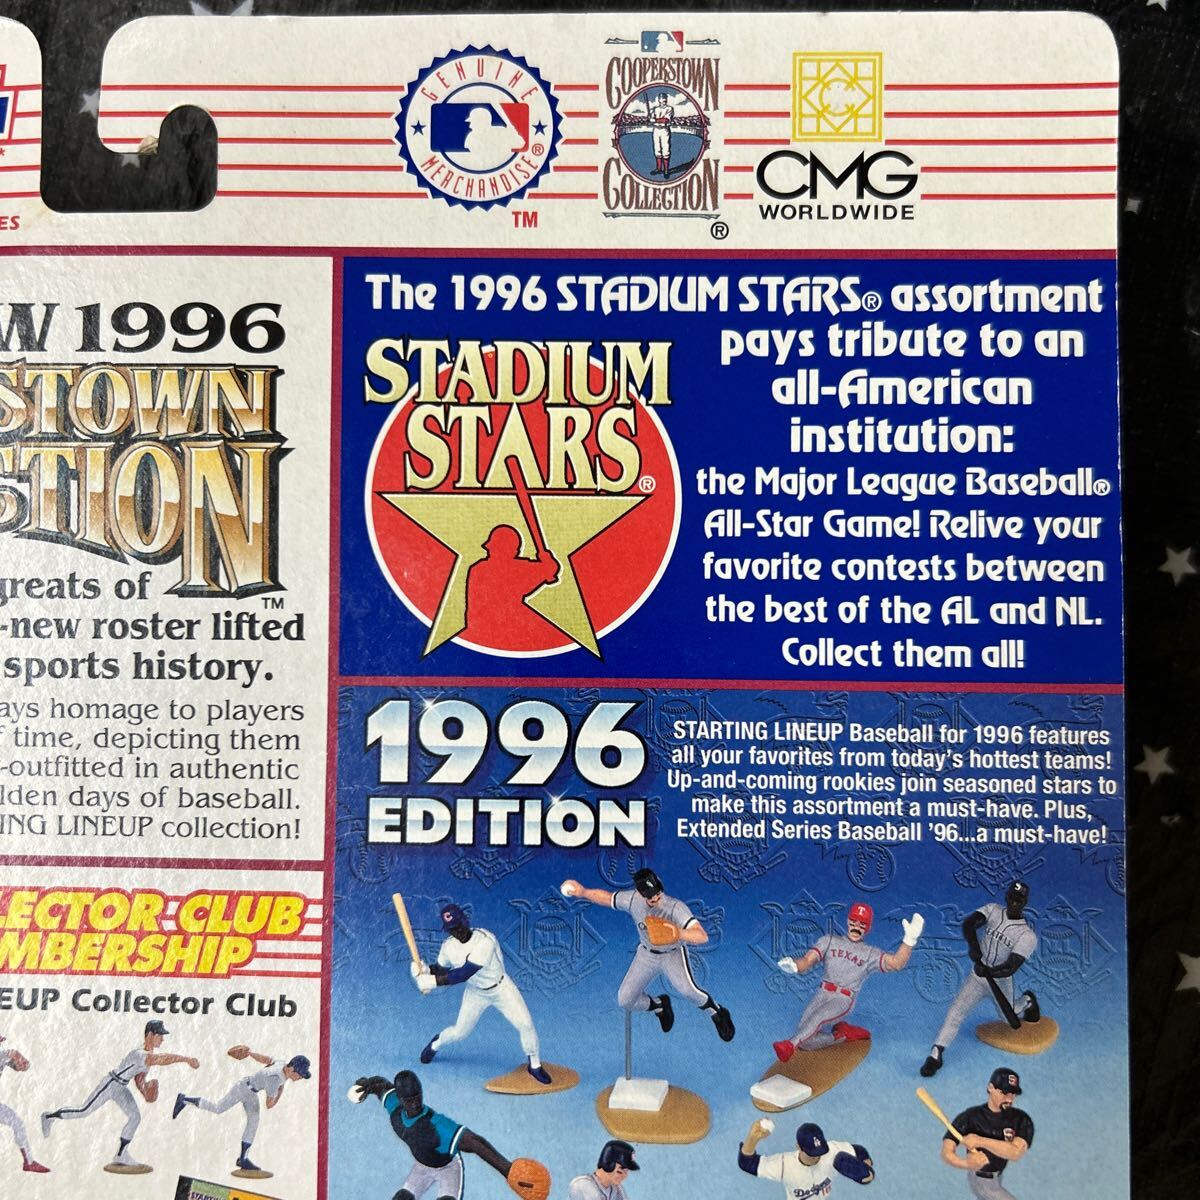 GENUINE
MERCHANDISE®
TM
COOPERSTOWN
COLLECTION
®
CMG
WORLDWIDE
ES
W 1996
STOWN
CTION
TM
greats of
-new roster lifted
sports history.
ays homage to players
f time, depicting them
-outfitted in authentic
lden days of baseball.
ING LINEUP collection!
LECTOR CLUB
MBERSHIP
EUP Collector Club
The 1996 STADIUM STARS® assortment
pays tribute to an
all-American
institution:
the Major League Baseball®
All-Star Game! Relive your
favorite contests between
the best of the AL and NL.
Collect them all!
STADIUM
STARS®
1996
EDITION
STARTING LINEUP Baseball for 1996 features
all your favorites from today's hottest teams!
Up-and-coming rookies join seasoned stars to
make this assortment a must-have. Plus,
Extended Series Baseball '96...a must-have!
TEXAS
Dodgers